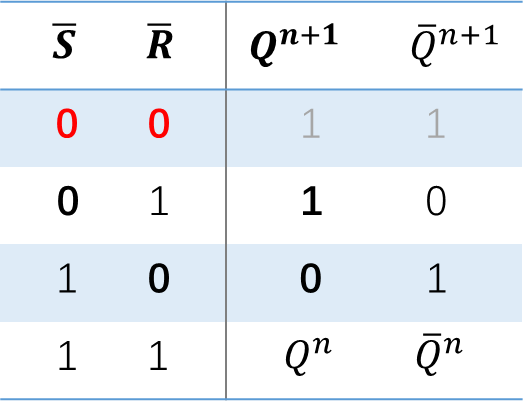 S̅ R̅ Qⁿ⁺¹ Q̅ⁿ⁺¹
0 0 1 1
0 1 1 0
1 0 0 1
1 1 Qⁿ Q̅ⁿ